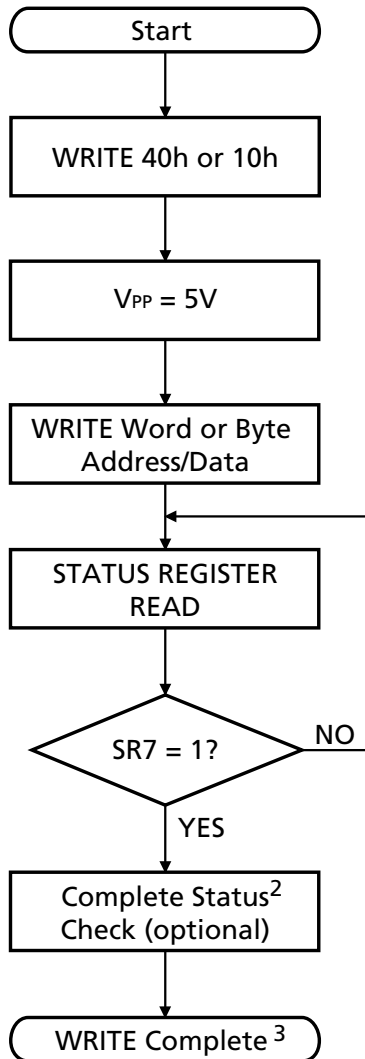 Start
WRITE 40h or 10h
VPP = 5V
WRITE Word or Byte
Address/Data
STATUS REGISTER
READ
SR7 = 1?
NO
YES
Complete Status2
Check (optional)
WRITE Complete 3